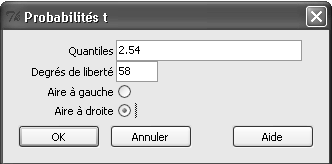 Probabilités t
Quantiles 2.54
Degrés de liberté 58
Aire à gauche
Aire à droite
OK Annuler Aide